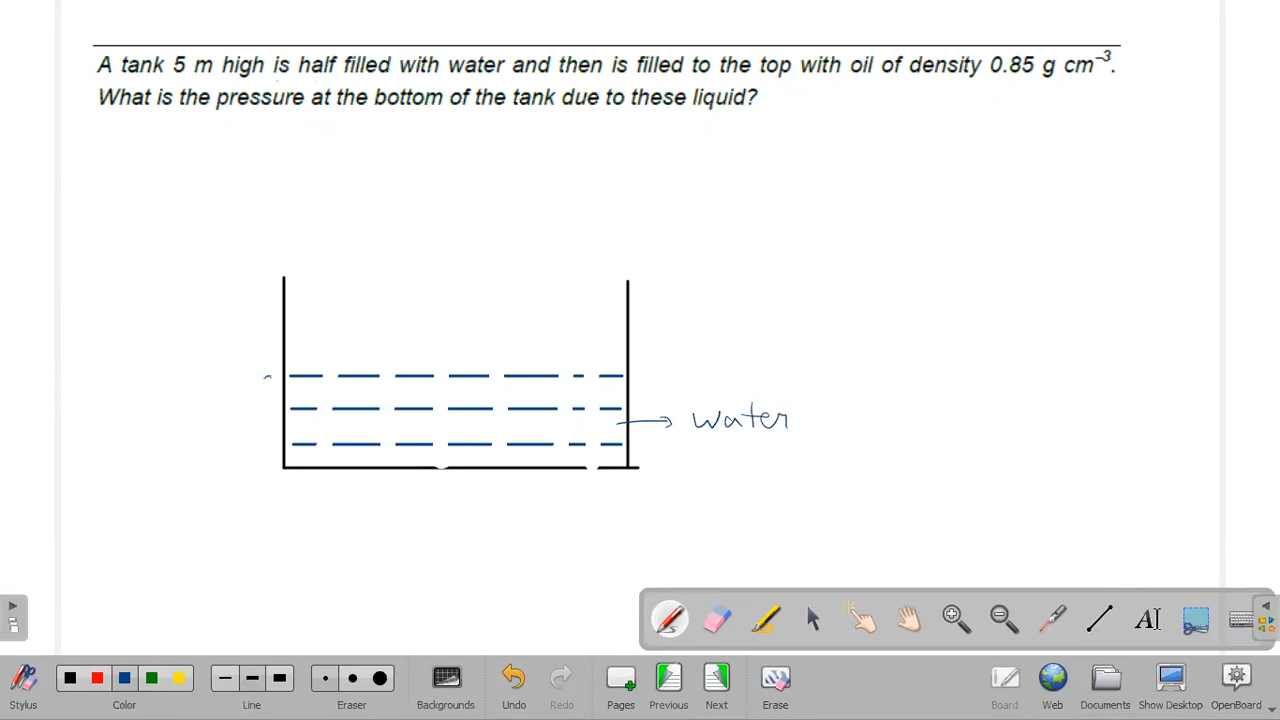 A tank 5 m high is half filled with water and then is filled to the top with oil of density 0.85 g cm⁻³.
What is the pressure at the bottom of the tank due to these liquid?
water
Stylus
Color
Line
Eraser
Backgrounds
Undo
Redo
Pages
Previous
Next
Erase
Board
Web
Documents
Show Desktop
OpenBoard